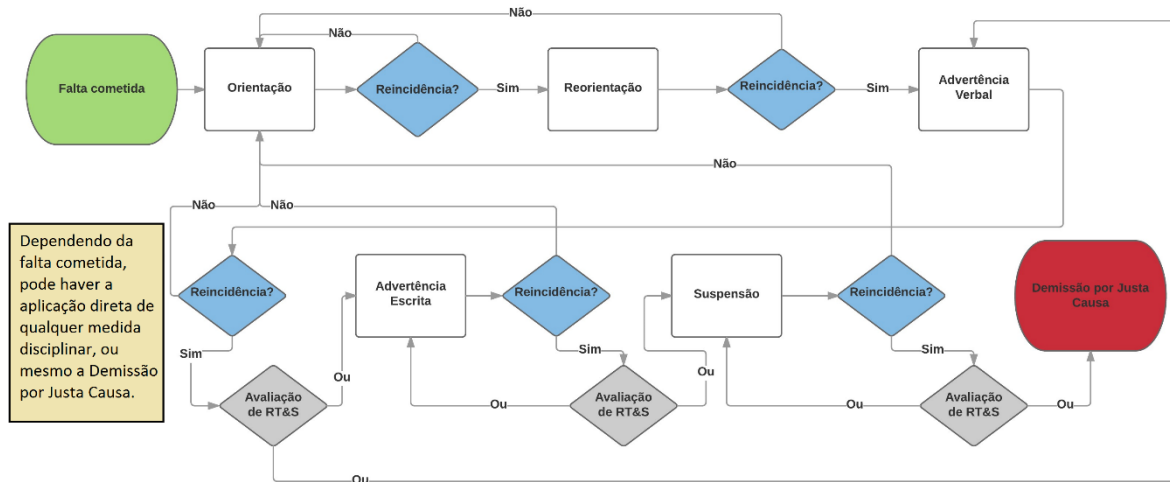 Não
Não
Não
Falta cometida
Orientação
Reincidência?
Sim
Reorientação
Reincidência?
Sim
Advertência
Verbal
Não
Não
Não
Dependendo da
falta cometida,
pode haver a
aplicação direta de
qualquer medida
disciplinar, ou
mesmo a Demissão
por Justa Causa.
Reincidência?
Advertência
Escrita
Reincidência?
Suspensão
Reincidência?
Demissão por Justa
Causa
Sim
Sim
Sim
Ou
Ou
Avaliação
de RT&S
Ou
Avaliação
de RT&S
Ou
Avaliação
de RT&S
Ou
Ou